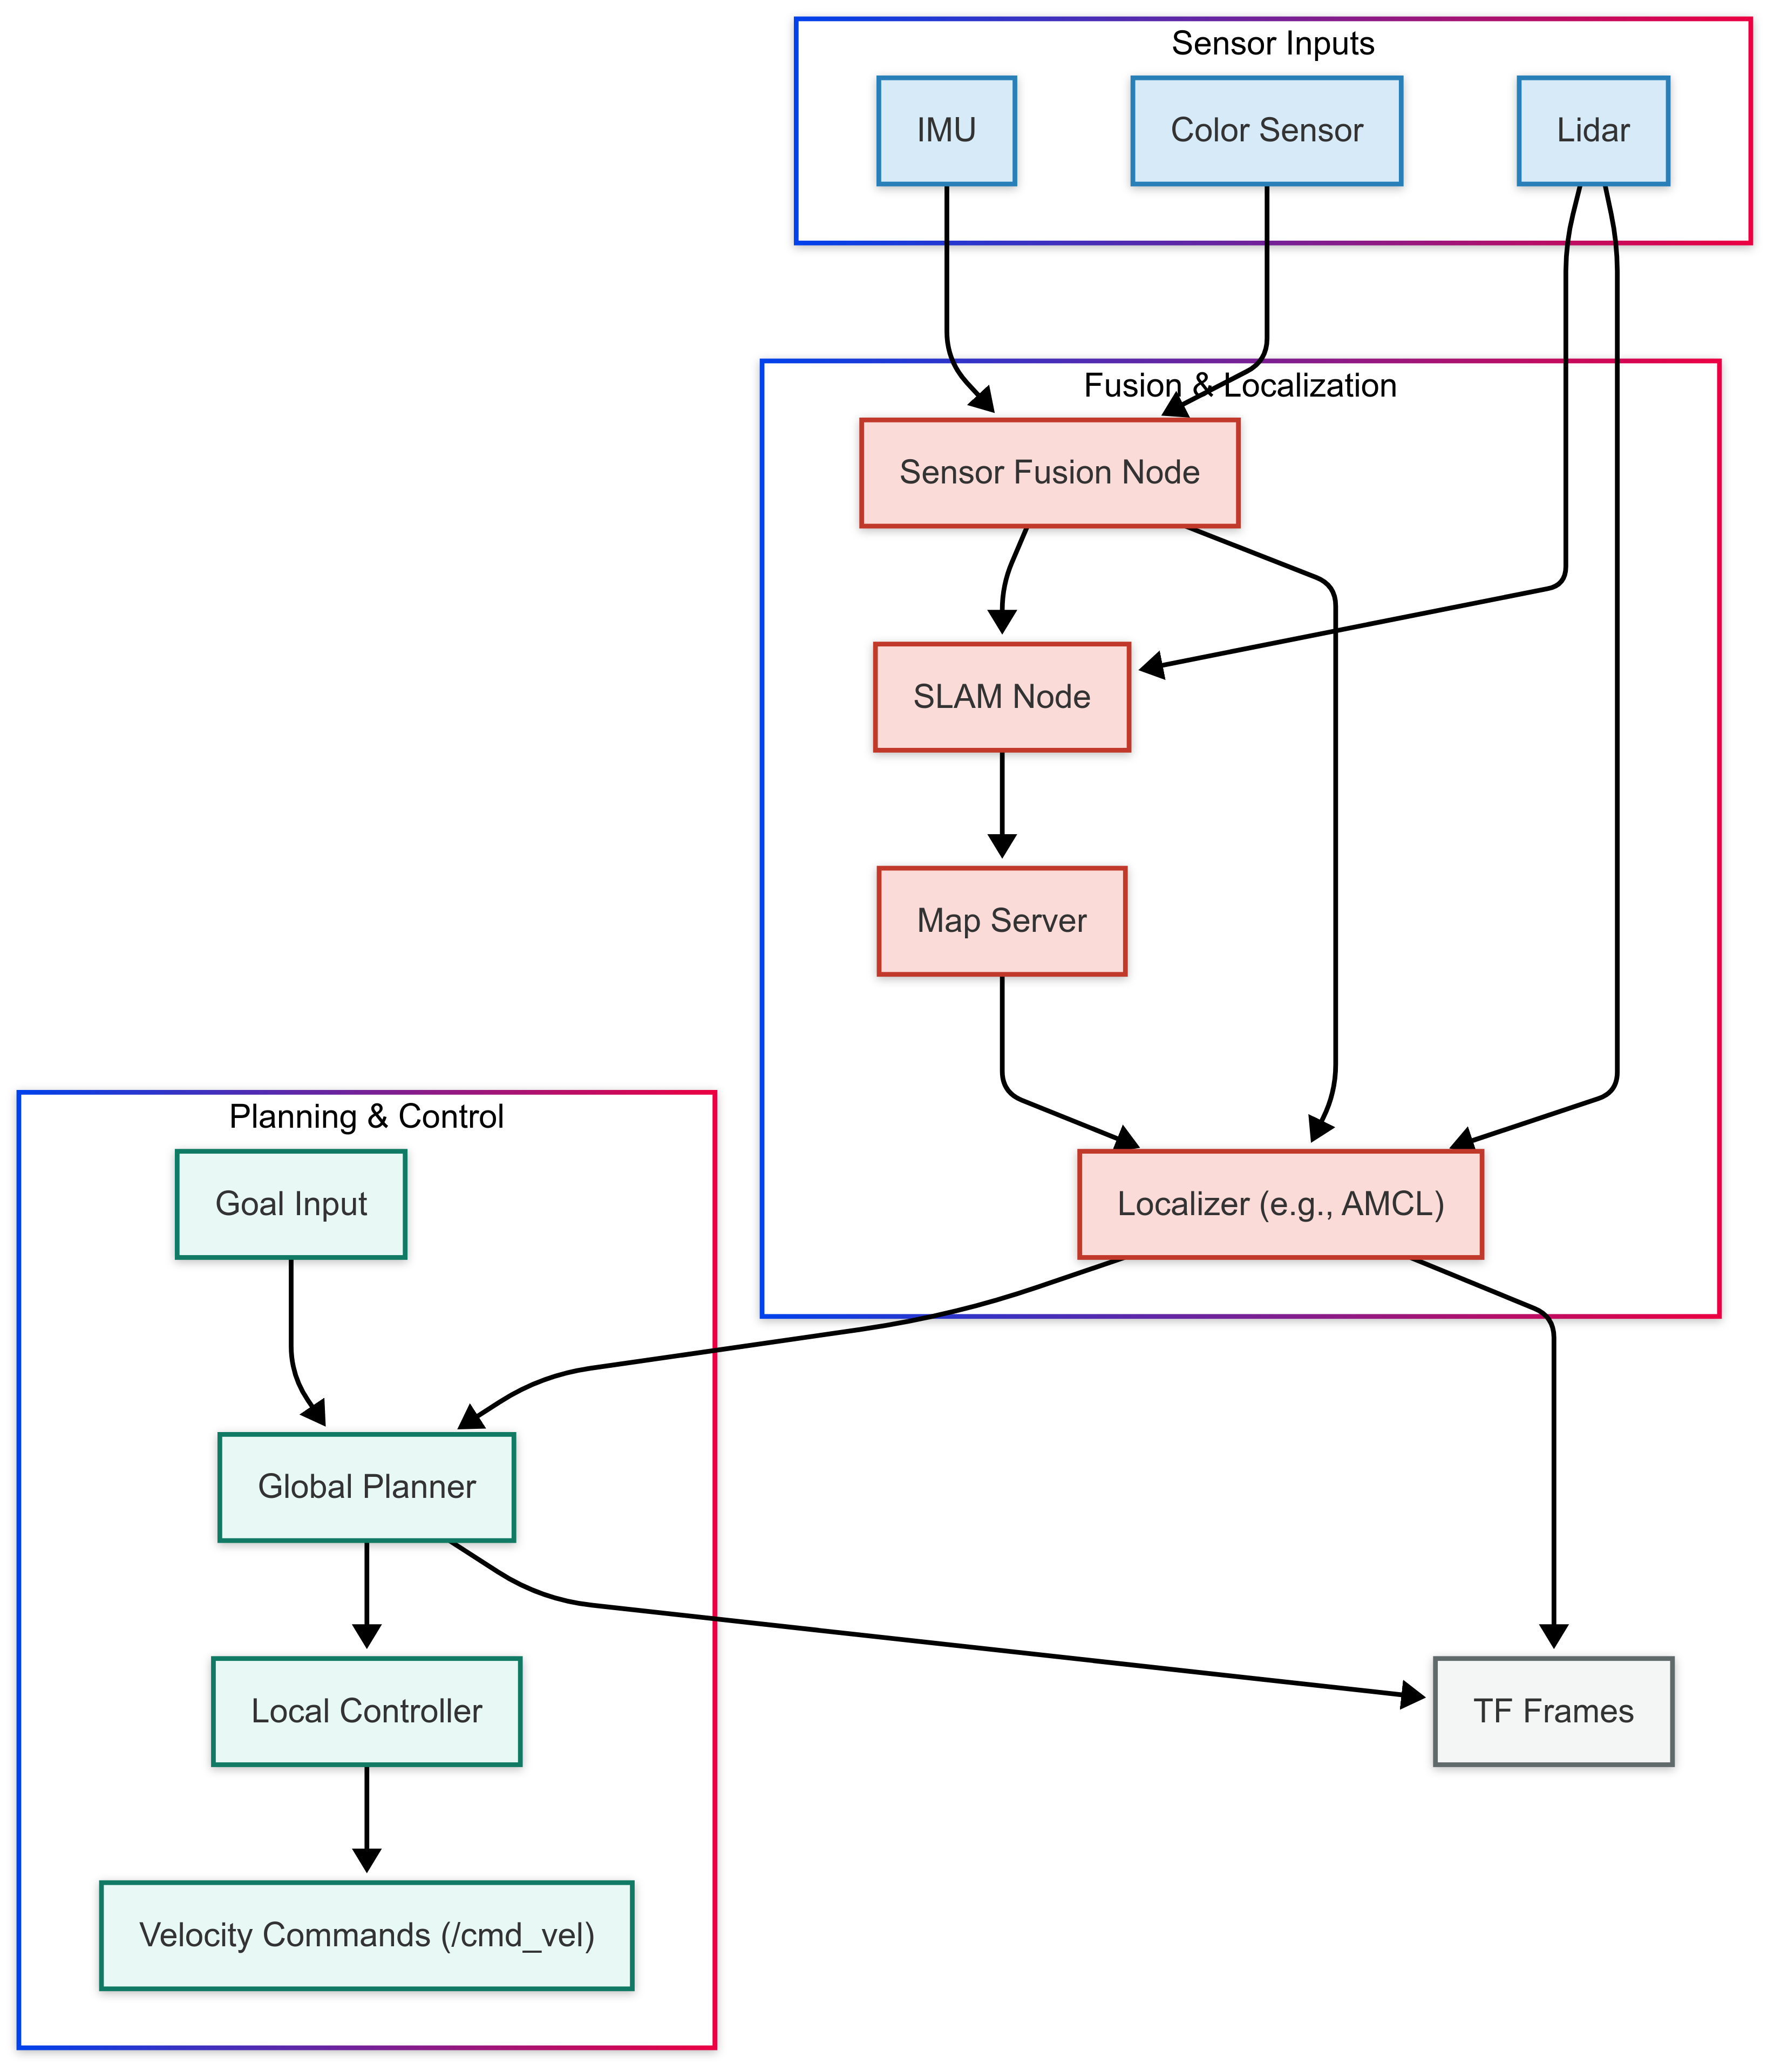 Sensor Inputs
IMU
Color Sensor
Lidar
Fusion & Localization
Sensor Fusion Node
SLAM Node
Map Server
Localizer (e.g., AMCL)
Planning & Control
Goal Input
Global Planner
Local Controller
Velocity Commands (/cmd_vel)
TF Frames